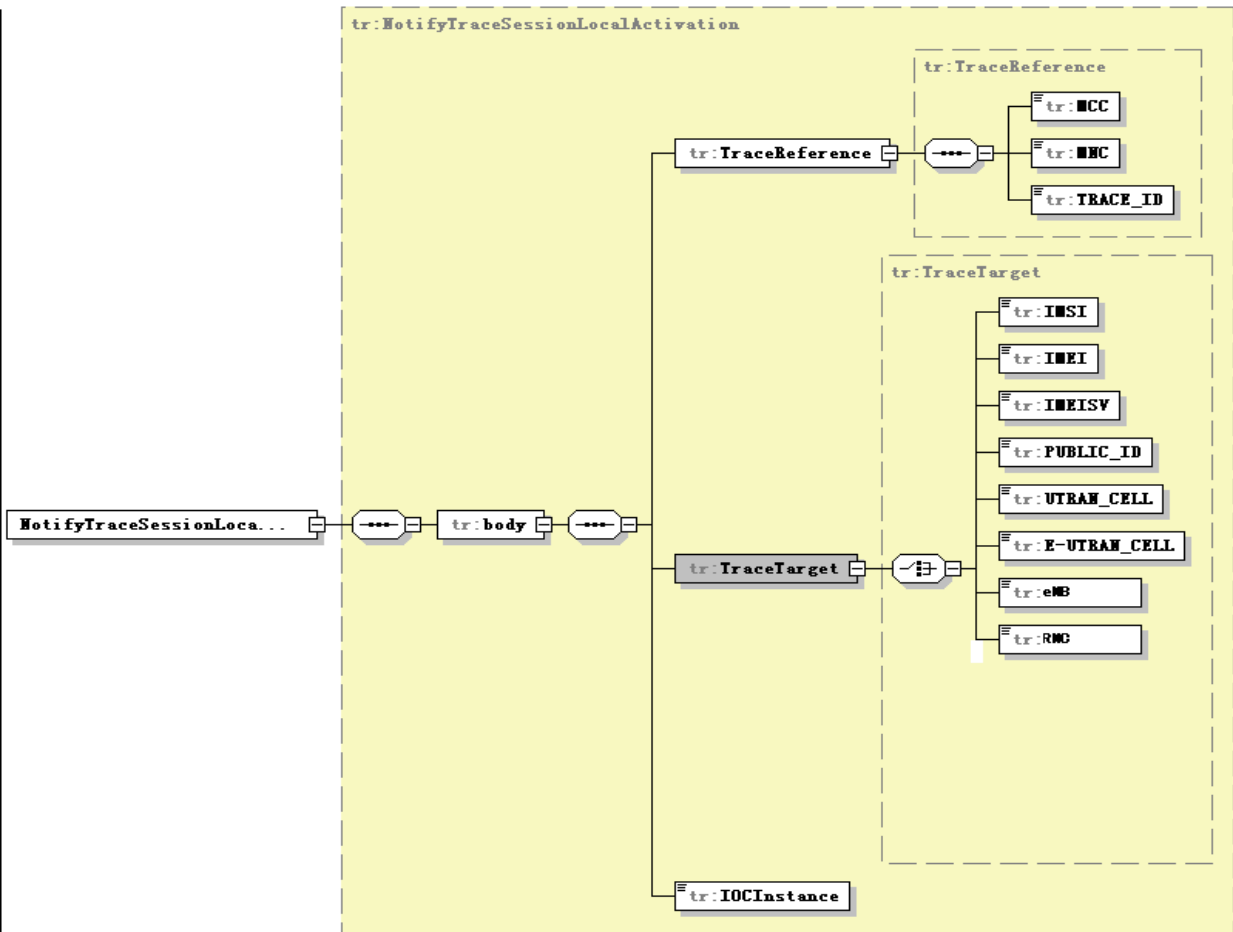 tr:NotifyTraceSessionLocalActivation
tr:TraceReference
tr:MCC
tr:TraceReference
tr:MNC
tr:TRACE_ID
tr:TraceTarget
tr:IMSI
tr:IMEI
tr:IMEISV
tr:PUBLIC_ID
tr:UTRAN_CELL
NotifyTraceSessionLoca...
tr:body
tr:E-UTRAN_CELL
tr:TraceTarget
tr:eNB
tr:RNC
tr:IOCInstance